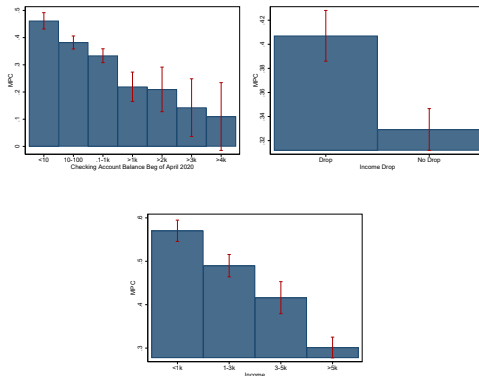 MPC
.5
.4
.3
.2
.1
0
<10
10-100
.1-1k
>1k
>2k
>3k
>4k
Checking Account Balance Beg of April 2020
MPC
.42
.4
.38
.36
.34
.32
Drop
No Drop
Income Drop
MPC
.6
.5
.4
.3
<1k
1-3k
3-5k
>5k
Income